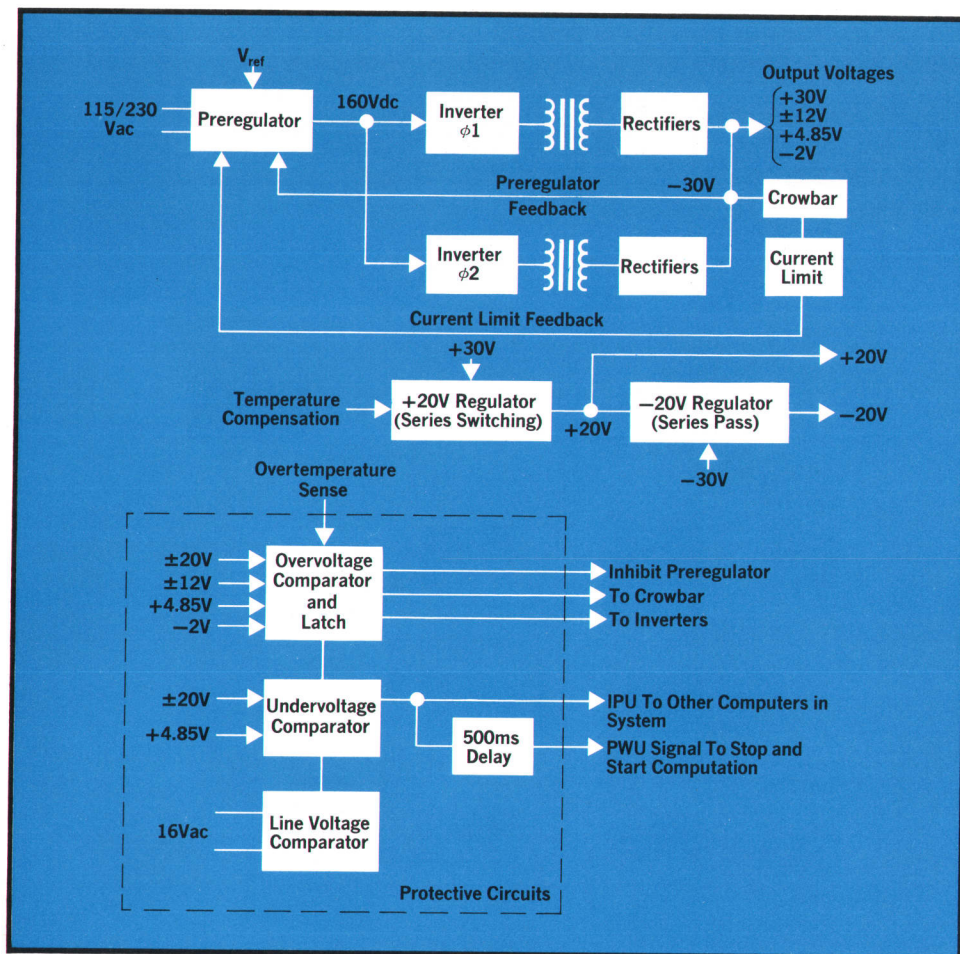 V_ref
Output Voltages
115/230
Vac
Preregulator
160Vdc
Inverter
φ1
Rectifiers
+30V
±12V
+4.85V
−2V
Preregulator
Feedback
−30V
Crowbar
Inverter
φ2
Rectifiers
Current
Limit
Current Limit Feedback
+30V
+20V
Temperature
Compensation
+20V Regulator
(Series Switching)
+20V
−20V Regulator
(Series Pass)
−20V
−30V
Overtemperature
Sense
±20V
±12V
+4.85V
−2V
Overvoltage
Comparator
and
Latch
Inhibit Preregulator
To Crowbar
To Inverters
±20V
+4.85V
Undervoltage
Comparator
500ms
Delay
IPU To Other Computers in
System
PWU Signal To Stop and
Start Computation
16Vac
Line Voltage
Comparator
Protective Circuits